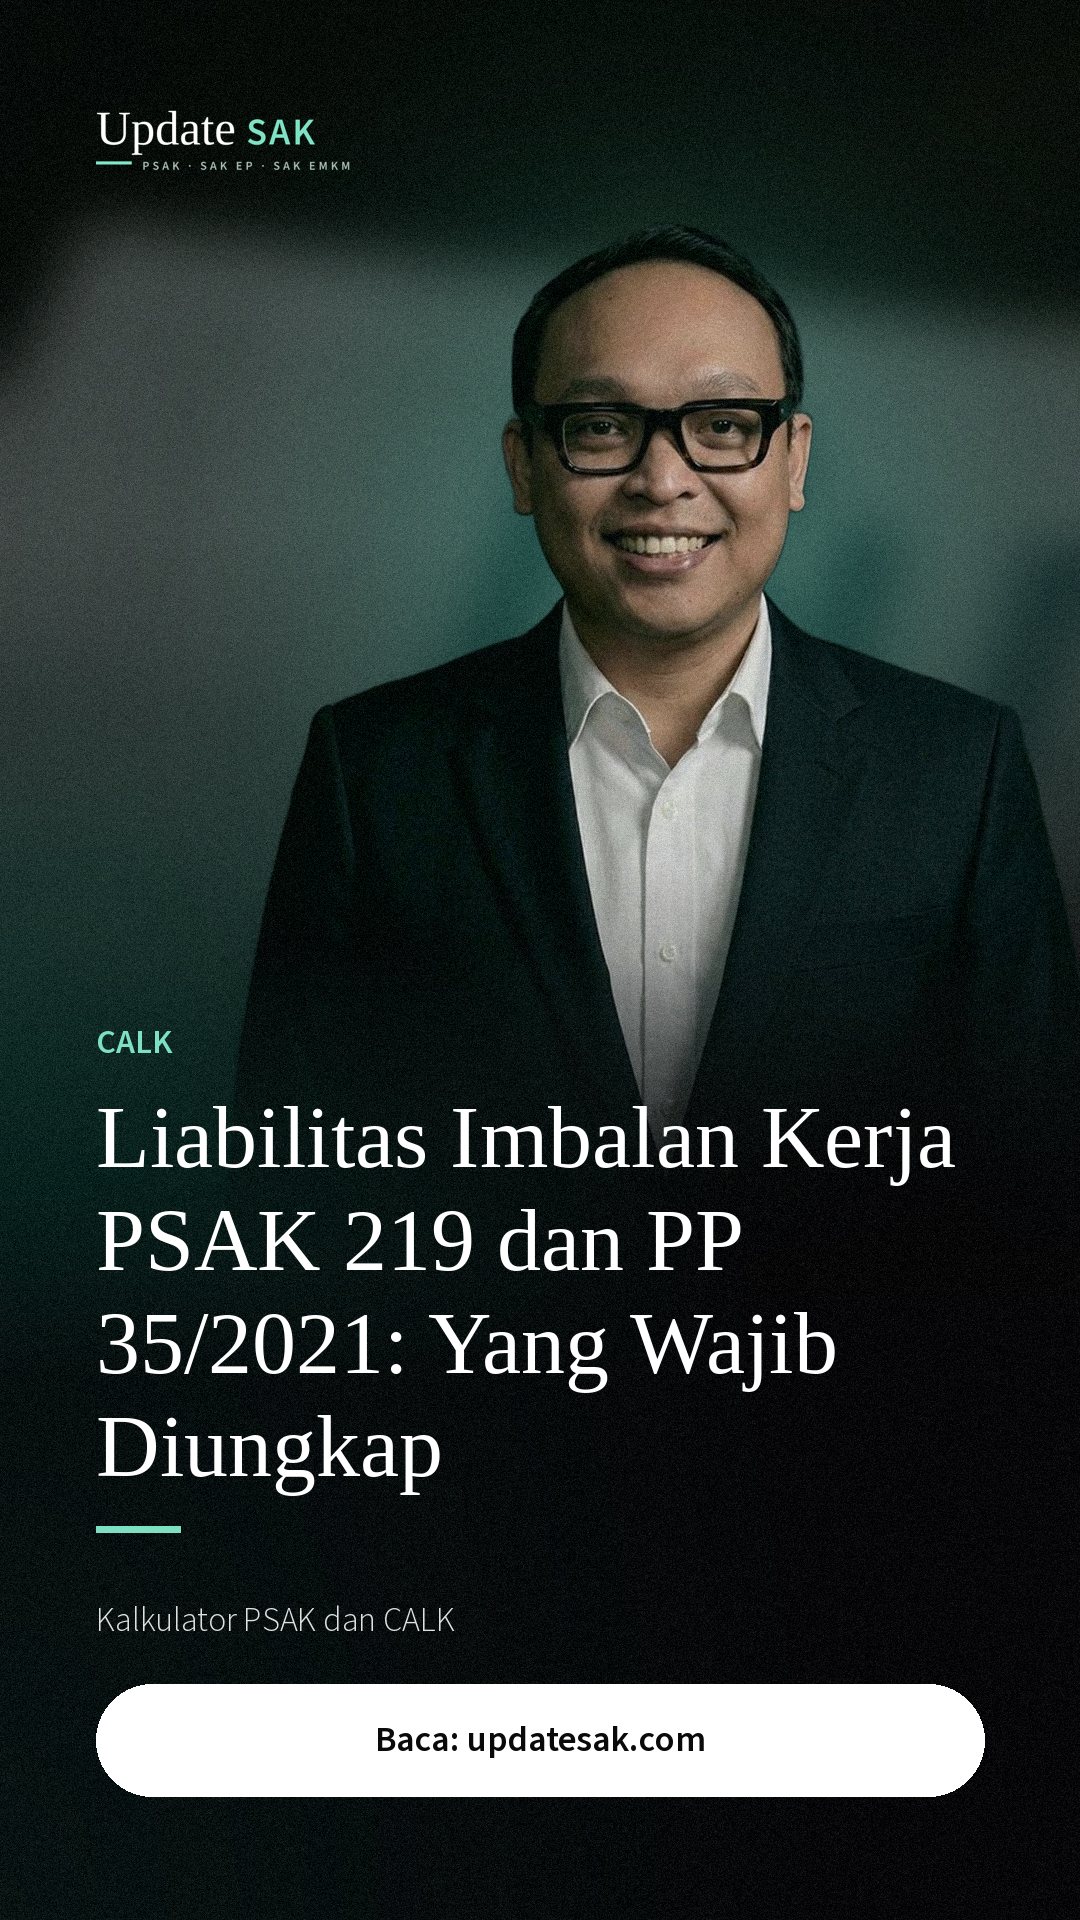 Update SAK
PSAK · SAK EP · SAK EMKM
CALK
Liabilitas Imbalan Kerja
PSAK 219 dan PP
35/2021: Yang Wajib
Diungkap
Kalkulator PSAK dan CALK
Baca: updatesak.com